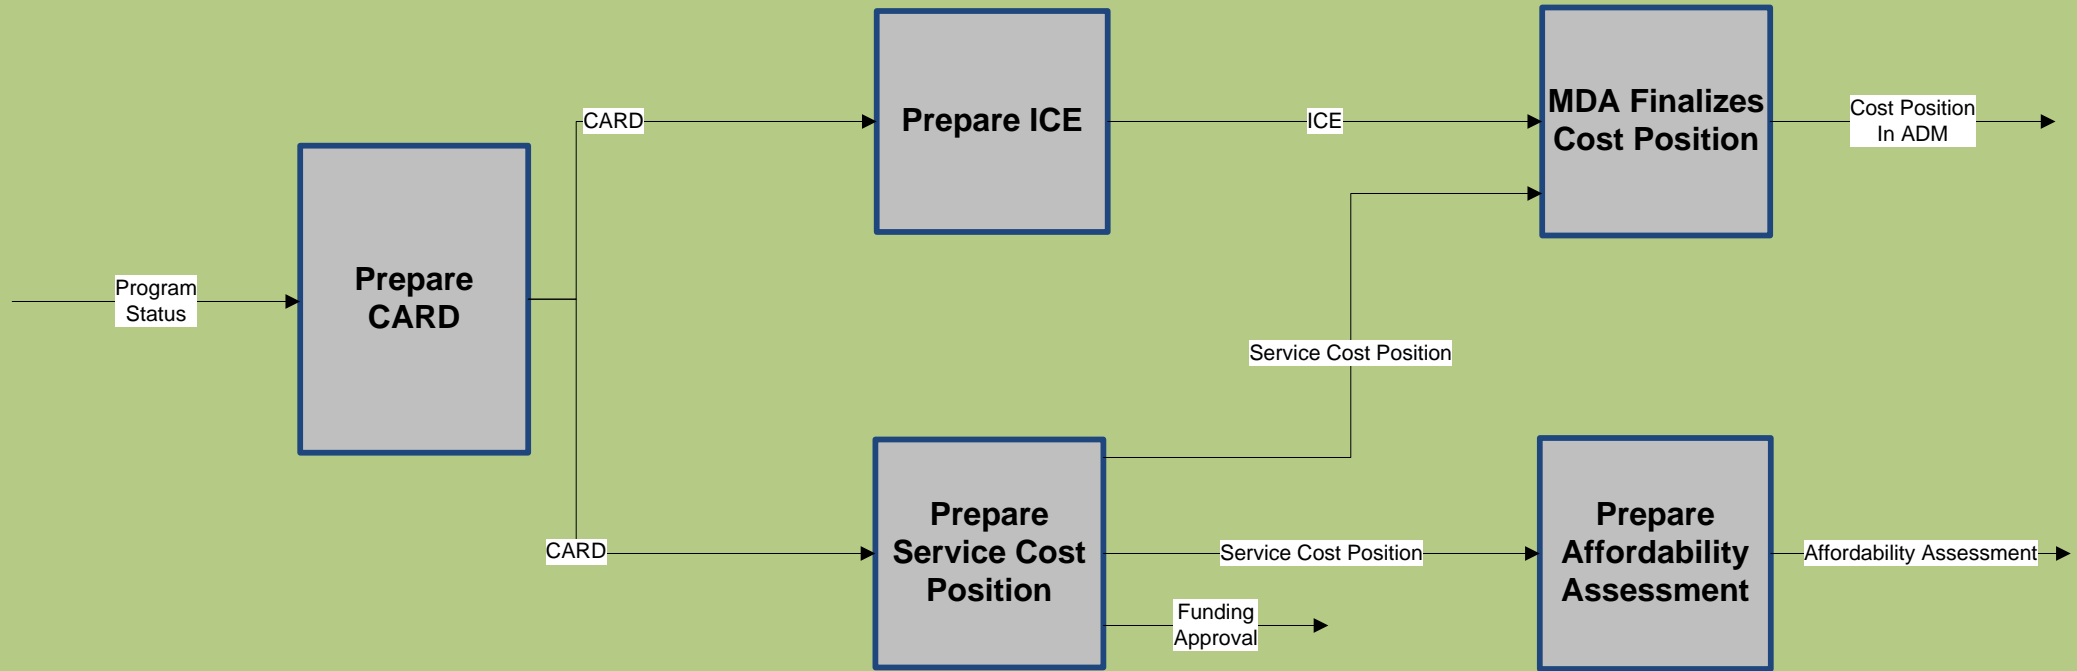 Program
Status
Prepare
CARD
CARD
CARD
Prepare ICE
ICE
MDA Finalizes
Cost Position
Cost Position
In ADM
Service Cost Position
Prepare
Service Cost
Position
Service Cost Position
Funding
Approval
Prepare
Affordability
Assessment
Affordability Assessment